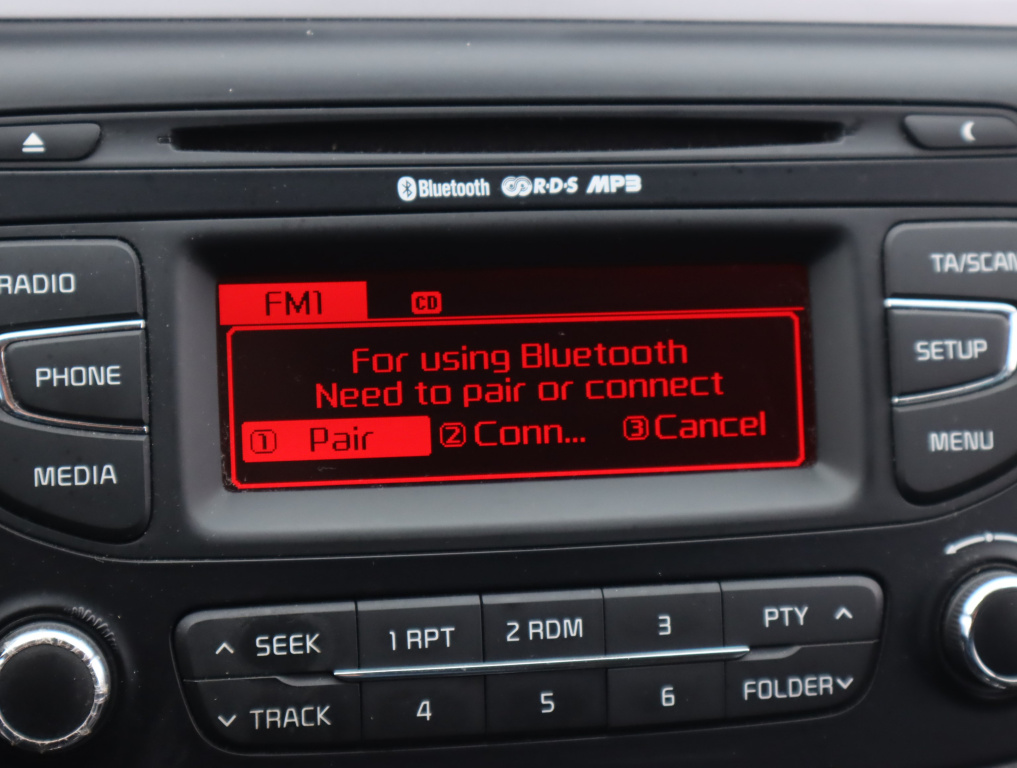 Bluetooth R·D·S MP3
RADIO
TA/SCAN
FM1 CD
For using Bluetooth
Need to pair or connect
1 Pair 2 Conn... 3 Cancel
PHONE
SETUP
MEDIA
MENU
SEEK 1 RPT 2 RDM 3 PTY
TRACK 4 5 6 FOLDER